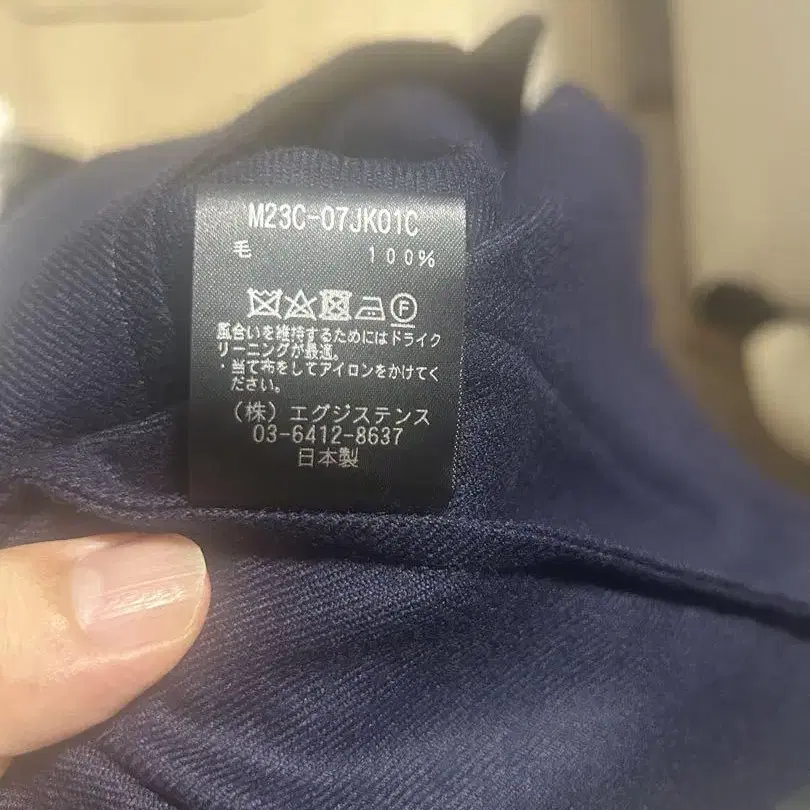 M23C-07JK01C
毛 100%
F
風合いを維持するためにはドライク
リーニングが最適。
・当て布をしてアイロンをかけてく
ださい。
(株)エグジステンス
03-6412-8637
日本製